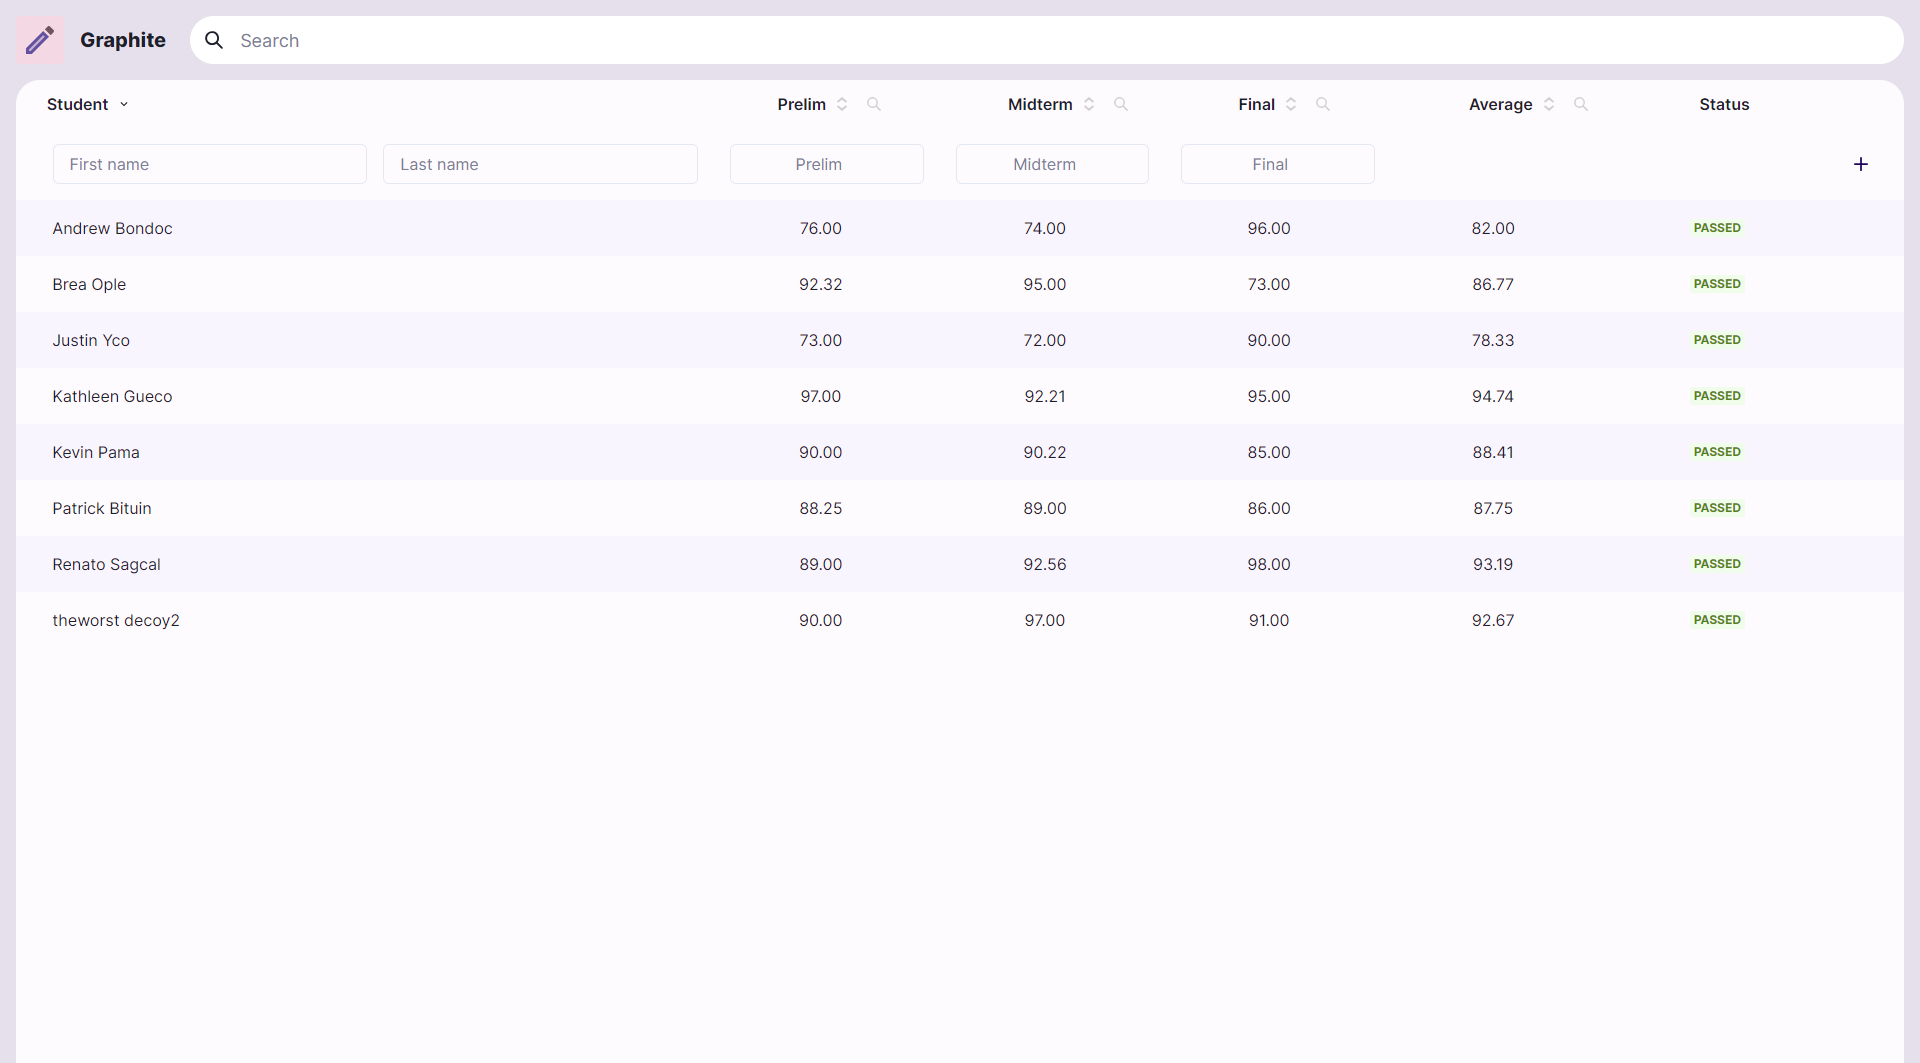 Graphite Search
Student Prelim Midterm Final Average Status
First name Last name Prelim Midterm Final +
Andrew Bondoc 76.00 74.00 96.00 82.00 PASSED
Brea Ople 92.32 95.00 73.00 86.77 PASSED
Justin Yco 73.00 72.00 90.00 78.33 PASSED
Kathleen Gueco 97.00 92.21 95.00 94.74 PASSED
Kevin Pama 90.00 90.22 85.00 88.41 PASSED
Patrick Bituin 88.25 89.00 86.00 87.75 PASSED
Renato Sagcal 89.00 92.56 98.00 93.19 PASSED
theworst decoy2 90.00 97.00 91.00 92.67 PASSED